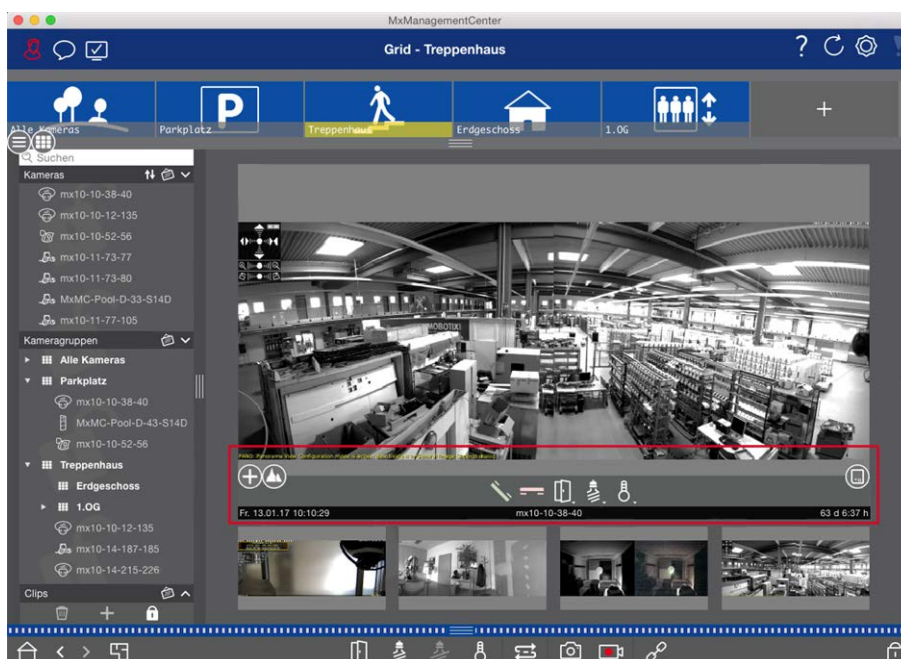 MxManagementCenter
Grid - Treppenhaus
?
Alle Kameras
Parkplatz
P
Treppenhaus
Erdgeschoss
1.OG
Suchen
Kameras
mx10-10-38-40
mx10-10-12-135
mx10-10-52-56
mx10-11-73-77
mx10-11-73-80
MxMC-Pool-D-33-S14D
mx10-11-77-105
Kameragruppen
Alle Kameras
Parkplatz
mx10-10-38-40
MxMC-Pool-D-43-S14D
mx10-10-52-56
Treppenhaus
Erdgeschoss
1.OG
mx10-10-12-135
mx10-14-187-185
mx10-14-215-226
Clips
MOBOTIX
Fr. 13.01.17 10:10:29
mx10-10-38-40
63 d 6:37 h